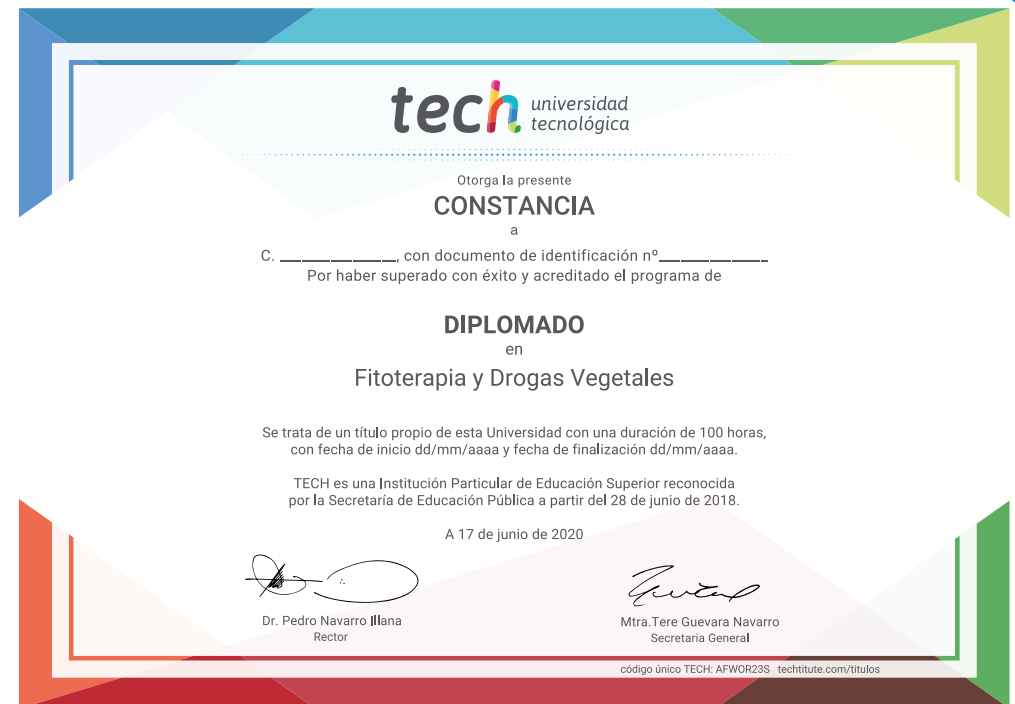 tech universidad
tecnológica
Otorga la presente
CONSTANCIA
a
C. ________________, con documento de identificación nº_______________
Por haber superado con éxito y acreditado el programa de
DIPLOMADO
en
Fitoterapia y Drogas Vegetales
Se trata de un título propio de esta Universidad con una duración de 100 horas,
con fecha de inicio dd/mm/aaaa y fecha de finalización dd/mm/aaaa.
TECH es una Institución Particular de Educación Superior reconocida
por la Secretaría de Educación Pública a partir del 28 de junio de 2018.
A 17 de junio de 2020
Dr. Pedro Navarro Illana
Rector
Mtra.Tere Guevara Navarro
Secretaria General
código único TECH: AFWOR23S techtitute.com/titulos